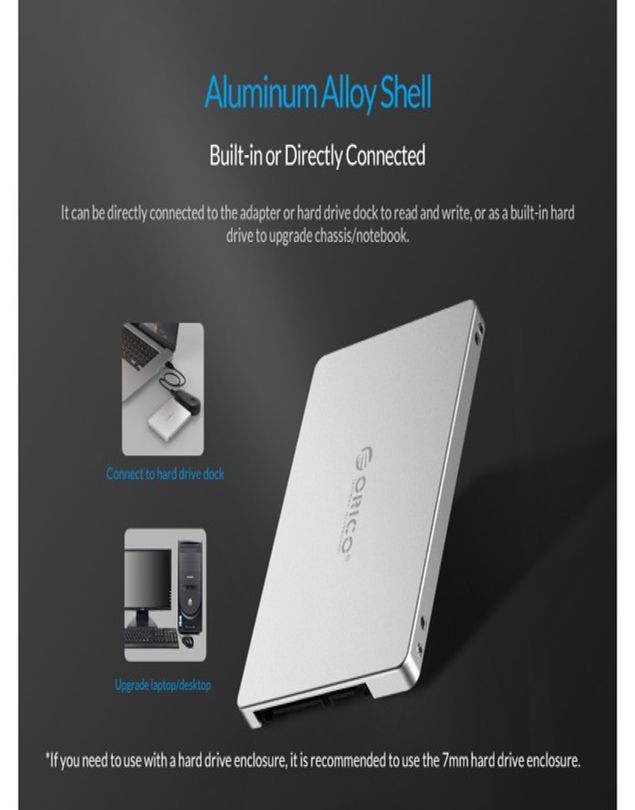 Aluminum Alloy Shell
Built-in or Directly Connected
It can be directly connected to the adapter or hard drive dock to read and write, or as a built-in hard
drive to upgrade chassis/notebook.
Connect to hard drive dock
ORICO
Upgrade laptop/desktop
*If you need to use with a hard drive enclosure, it is recommended to use the 7mm hard drive enclosure.